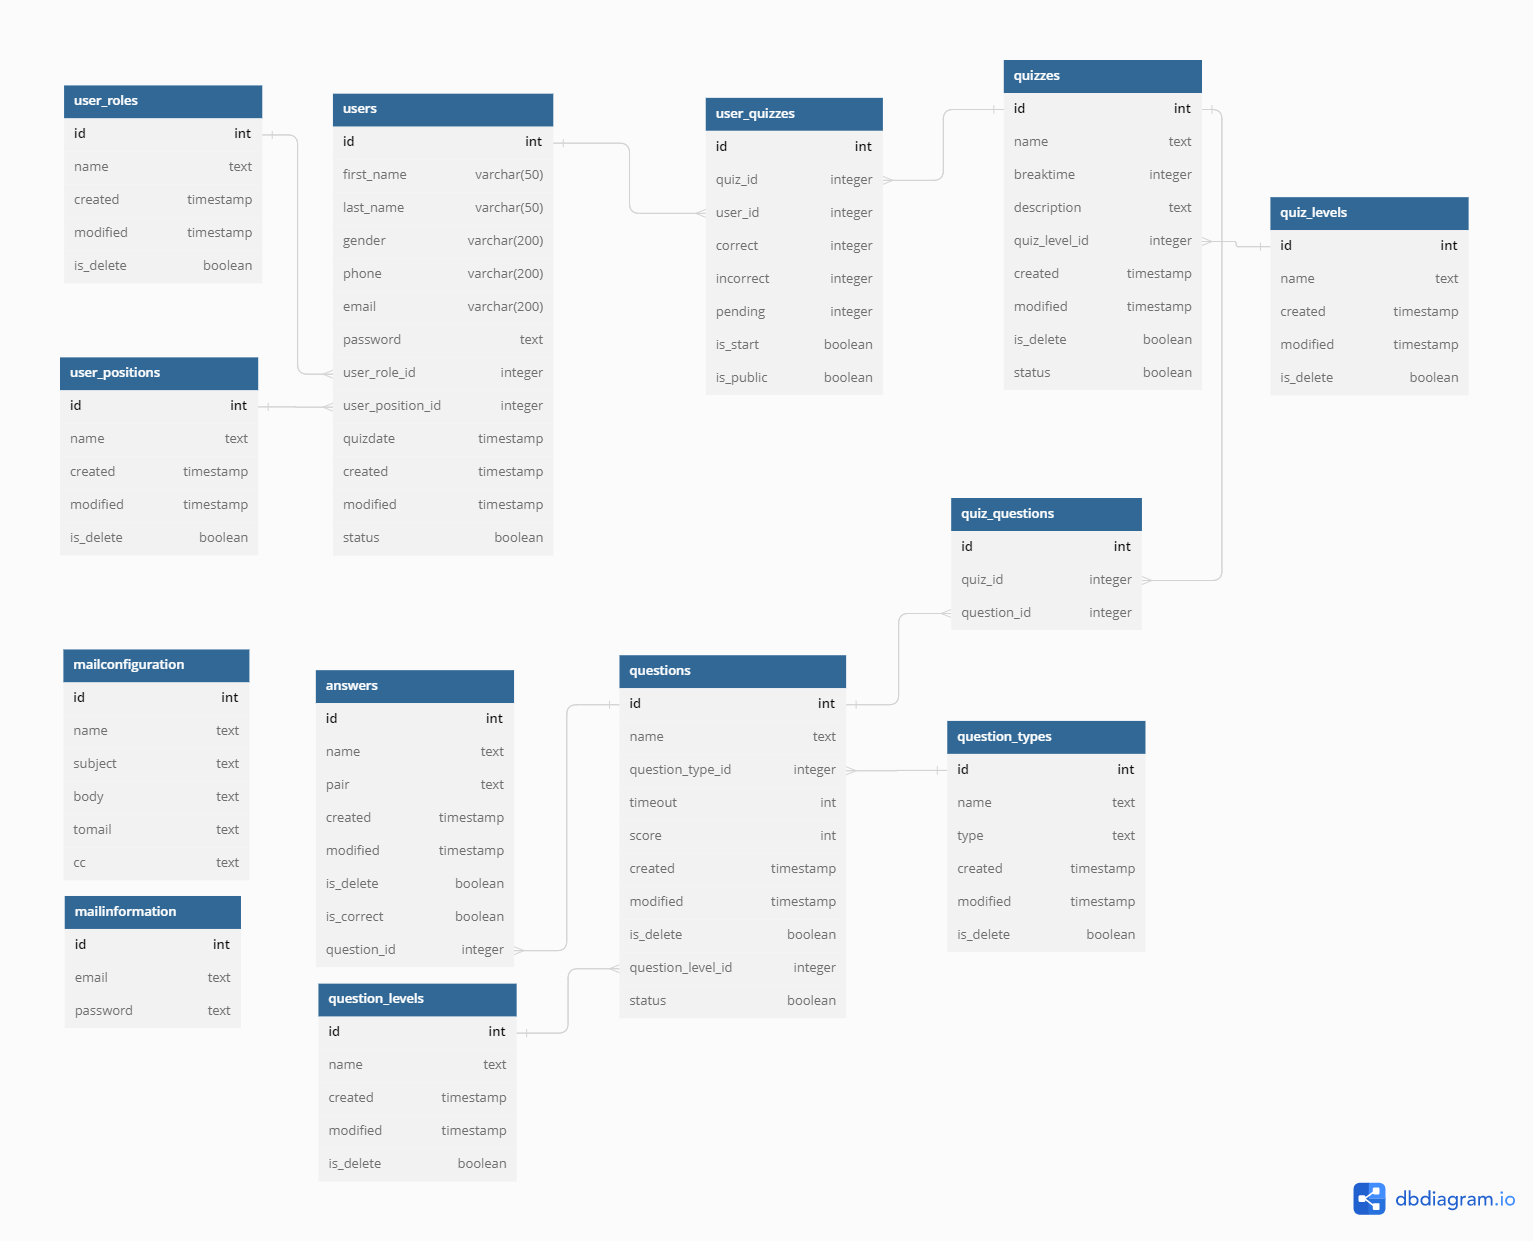 user_roles
id int
name text
created timestamp
modified timestamp
is_delete boolean
users
id int
first_name varchar(50)
last_name varchar(50)
gender varchar(200)
phone varchar(200)
email varchar(200)
password text
user_role_id integer
user_position_id integer
quizdate timestamp
created timestamp
modified timestamp
status boolean
user_quizzes
id int
quiz_id integer
user_id integer
correct integer
incorrect integer
pending integer
is_start boolean
is_public boolean
quizzes
id int
name text
breaktime integer
description text
quiz_level_id integer
created timestamp
modified timestamp
is_delete boolean
status boolean
quiz_levels
id int
name text
created timestamp
modified timestamp
is_delete boolean
user_positions
id int
name text
created timestamp
modified timestamp
is_delete boolean
quiz_questions
id int
quiz_id integer
question_id integer
mailconfiguration
id int
name text
subject text
body text
tomail text
cc text
answers
id int
name text
pair text
created timestamp
modified timestamp
is_delete boolean
is_correct boolean
question_id integer
questions
id int
name text
question_type_id integer
timeout int
score int
created timestamp
modified timestamp
is_delete boolean
question_level_id integer
status boolean
question_types
id int
name text
type text
created timestamp
modified timestamp
is_delete boolean
mailinformation
id int
email text
password text
question_levels
id int
name text
created timestamp
modified timestamp
is_delete boolean
dbdiagram.io